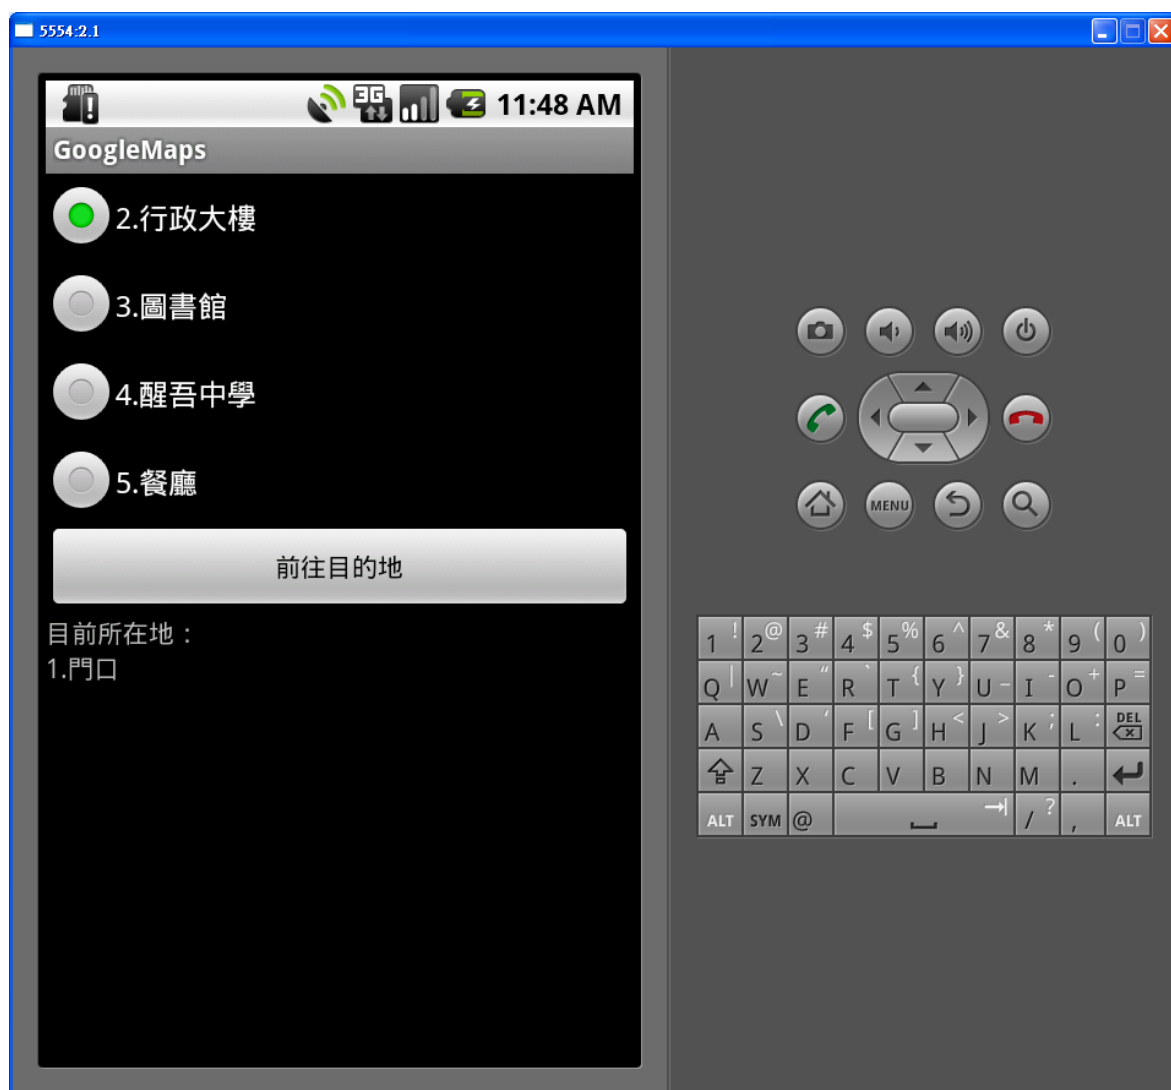 5554:2.1
3G 11:48 AM
GoogleMaps
2.行政大樓
3.圖書館
4.醒吾中學
5.餐廳
前往目的地
目前所在地：
1.門口
MENU
1 ! 2 @ 3 # 4 $ 5 % 6 ^ 7 & 8 * 9 ( 0 )
Q | W ~ E " R ` T { Y } U _ I - O + P =
A S \ D ' F [ G ] H < J > K ; L : DEL
Z X C V B N M .
ALT SYM @ / ? , ALT